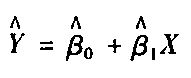 Ŷ = β̂₀ + β̂₁X